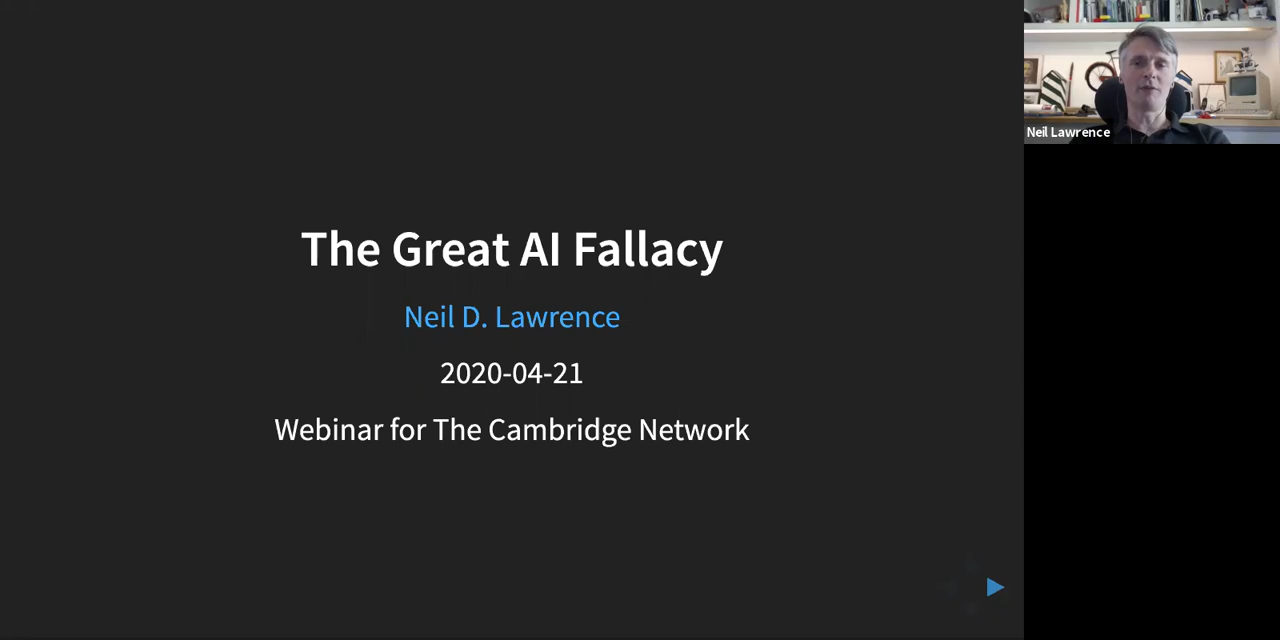 The Great AI Fallacy
Neil D. Lawrence
2020-04-21
Webinar for The Cambridge Network
Neil Lawrence